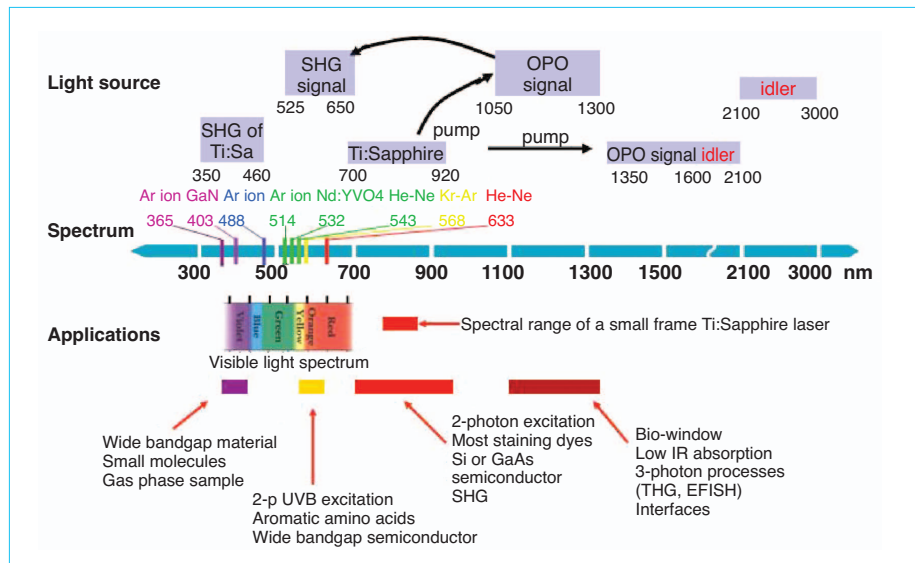 Light source
SHG
signal
525 650
OPO
signal
1050 1300
idler
2100 3000
SHG of
Ti:Sa
350 460
pump
Ti:Sapphire
700 920
pump
OPO signal idler
1350 1600 2100
Ar ion GaN Ar ion Ar ion Nd:YVO4 He-Ne Kr-Ar He-Ne
365 403 488 514 532 543 568 633
Spectrum
300 500 700 900 1100 1300 1500 2100 3000 nm
Applications
Violet
Blue
Green
Yellow
Orange
Red
Visible light spectrum
Spectral range of a small frame Ti:Sapphire laser
Wide bandgap material
Small molecules
Gas phase sample
2-p UVB excitation
Aromatic amino acids
Wide bandgap semiconductor
2-photon excitation
Most staining dyes
Si or GaAs
semiconductor
SHG
Bio-window
Low IR absorption
3-photon processes
(THG, EFISH)
Interfaces